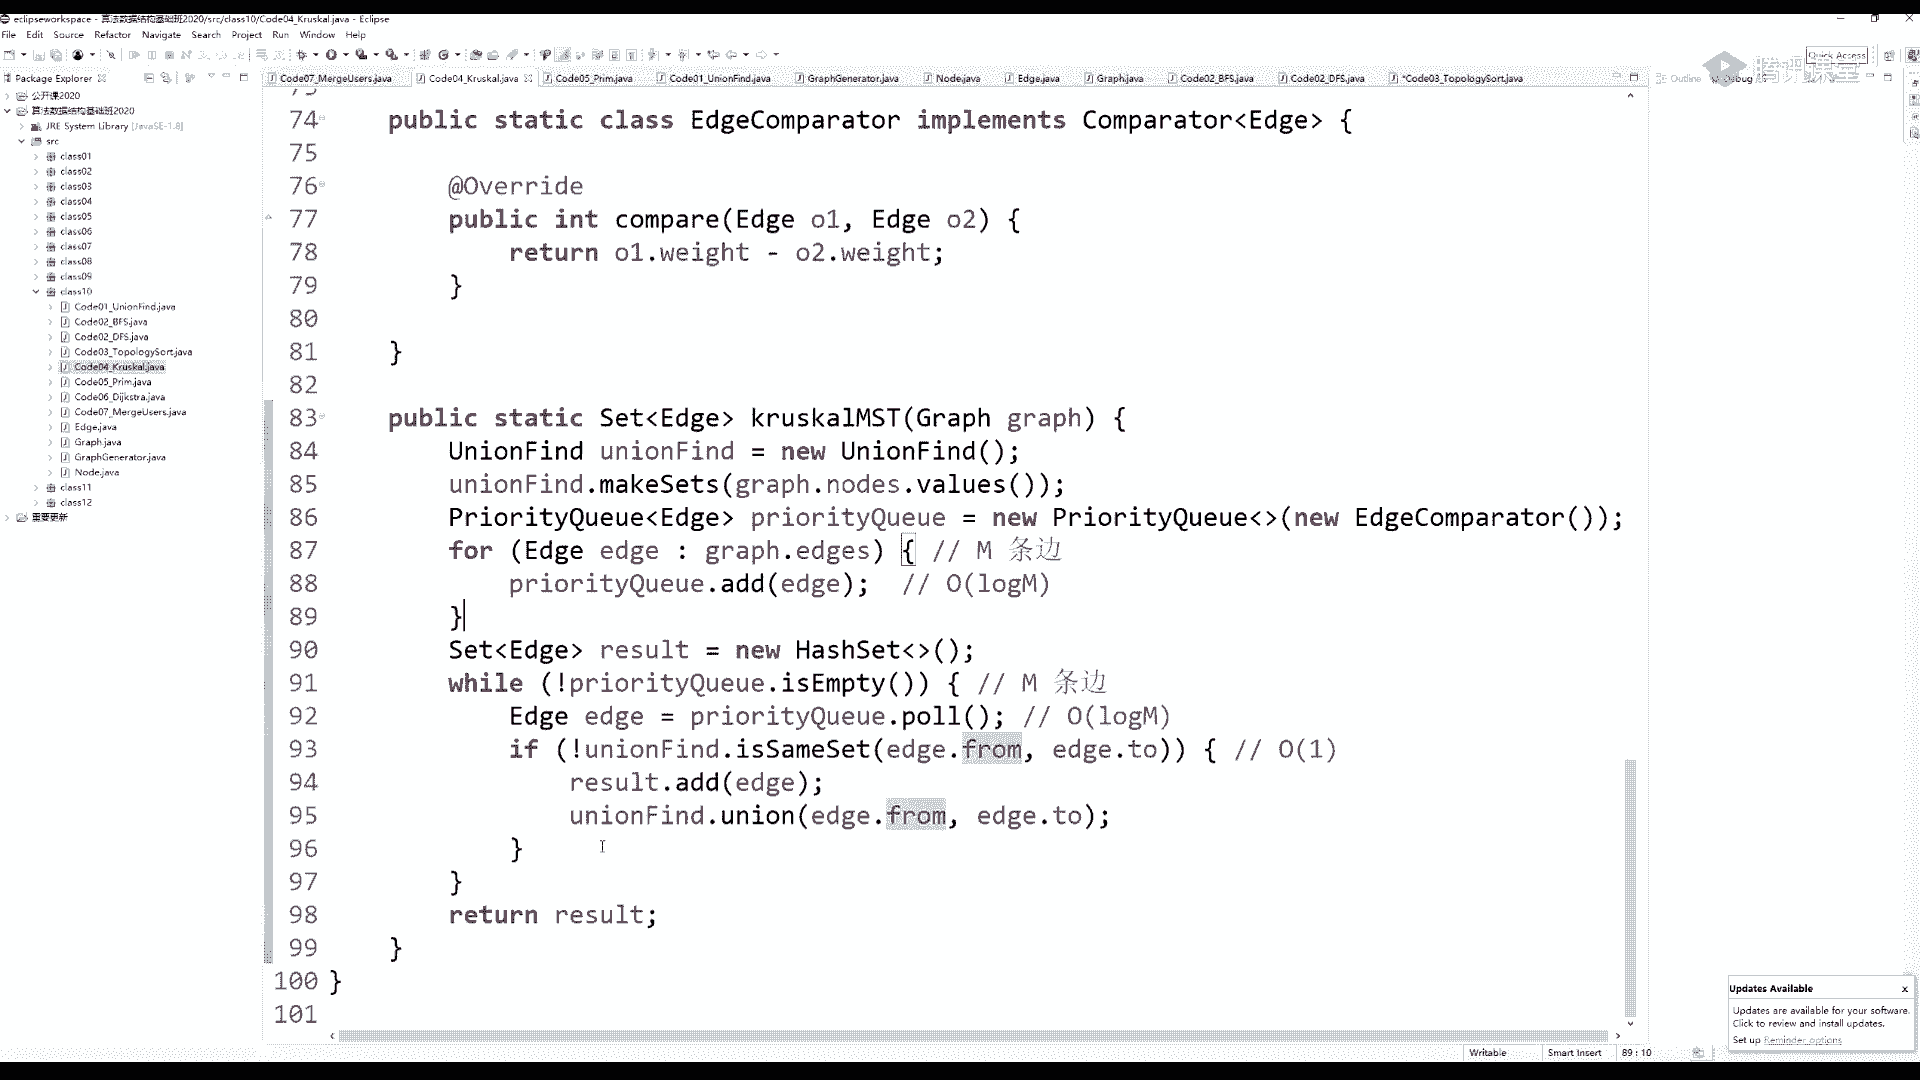 eclipseworkspace - 算法数据结构基础班2020/src/class10/Code04_Kruskal.java - Eclipse
File Edit Source Refactor Navigate Search Project Run Window Help
Quick Access
腾讯课堂
Package Explorer
Code07_MergeUsers.java Code04_Kruskal.java Code05_Prim.java Code01_UnionFind.java GraphGenerator.java Node.java Edge.java Graph.java Code02_BFS.java Code02_DFS.java *Code03_TopologySort.java
Outline Debug
公开课2020
算法数据结构基础班2020
JRE System Library [JavaSE-1.8]
src
class01
class02
class03
class04
class05
class06
class07
class08
class09
class10
Code01_UnionFind.java
Code02_BFS.java
Code02_DFS.java
Code03_TopologySort.java
Code04_Kruskal.java
Code05_Prim.java
Code06_Dijkstra.java
Code07_MergeUsers.java
Edge.java
Graph.java
GraphGenerator.java
Node.java
class11
class12
重要更新
74 public static class EdgeComparator implements Comparator<Edge> {
75
76 @Override
77 public int compare(Edge o1, Edge o2) {
78 return o1.weight - o2.weight;
79 }
80
81 }
82
83 public static Set<Edge> kruskalMST(Graph graph) {
84 UnionFind unionFind = new UnionFind();
85 unionFind.makeSets(graph.nodes.values());
86 PriorityQueue<Edge> priorityQueue = new PriorityQueue<>(new EdgeComparator());
87 for (Edge edge : graph.edges) { // M 条边
88 priorityQueue.add(edge);  // O(logM)
89 }
90 Set<Edge> result = new HashSet<>();
91 while (!priorityQueue.isEmpty()) { // M 条边
92 Edge edge = priorityQueue.poll(); // O(logM)
93 if (!unionFind.isSameSet(edge.from, edge.to)) { // O(1)
94 result.add(edge);
95 unionFind.union(edge.from, edge.to);
96 }
97 }
98 return result;
99 }
100 }
101
Updates Available x
Updates are available for your software.
Click to review and install updates.
Set up Reminder options
Writable Smart Insert 89 : 10